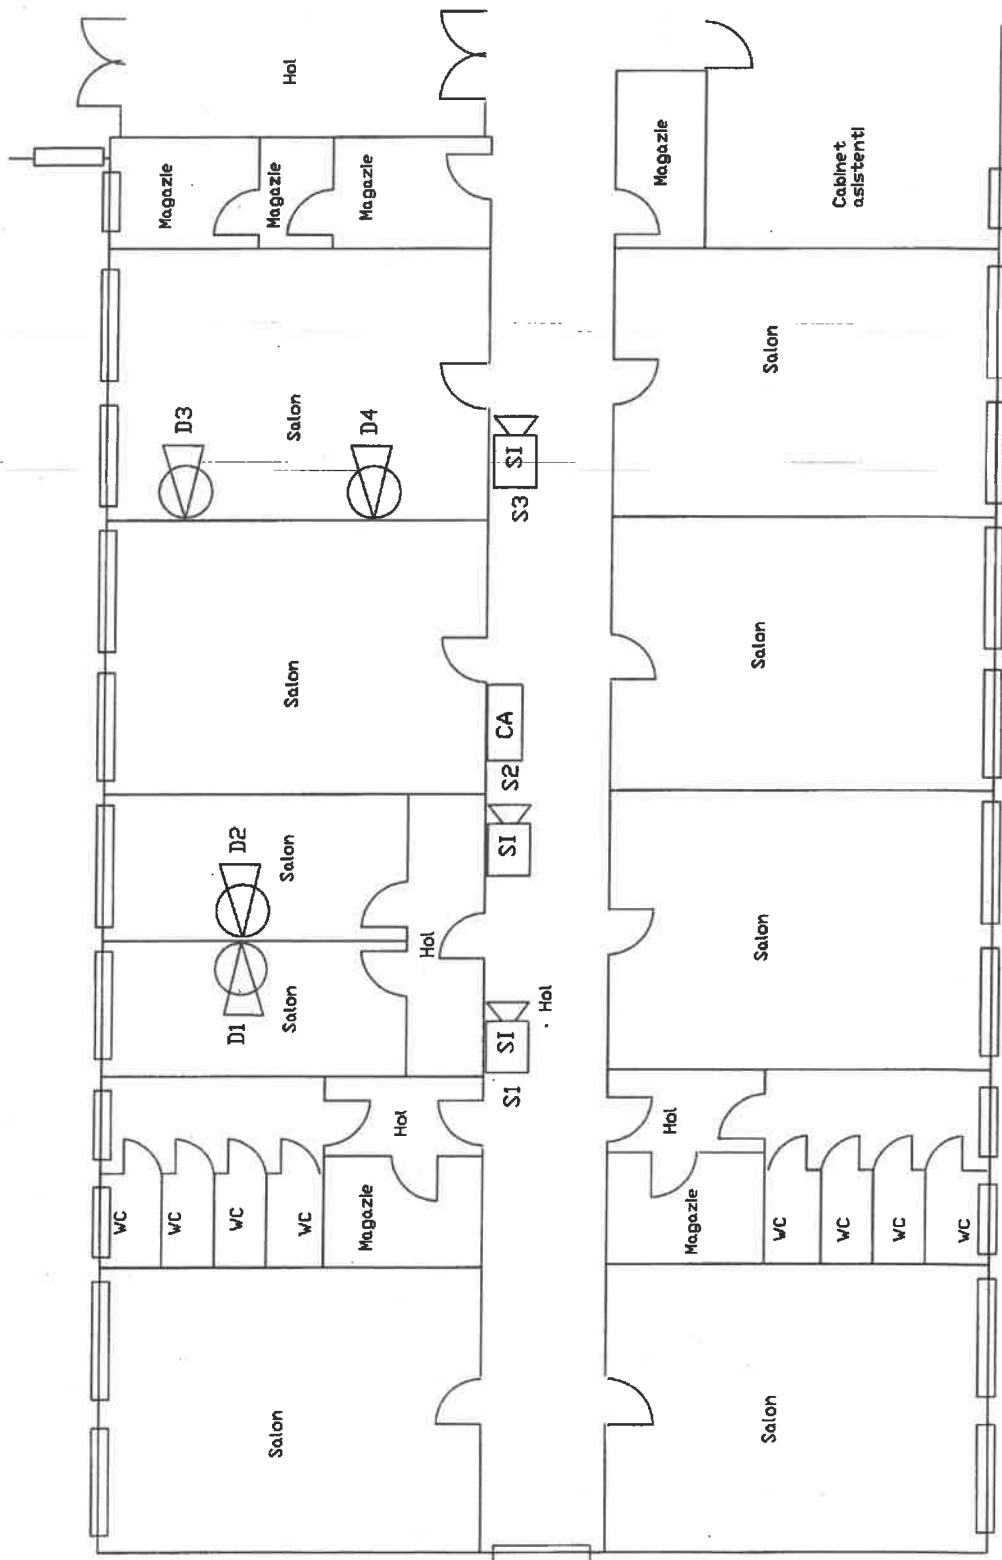 WC
Magazie
WC
D3
WC
D1
D2
Magazie
Salon
Salon
Salon
Salon
Salon
Hol
WC
Magazie
D4
Magazie
Hol
Hol
SI
SI
CA
SI
S1
S2
S3
Hol
Hol
Magazie
Magazie
Salon
Salon
Salon
Salon
WC
Cabinet
asistenti
WC
WC
WC